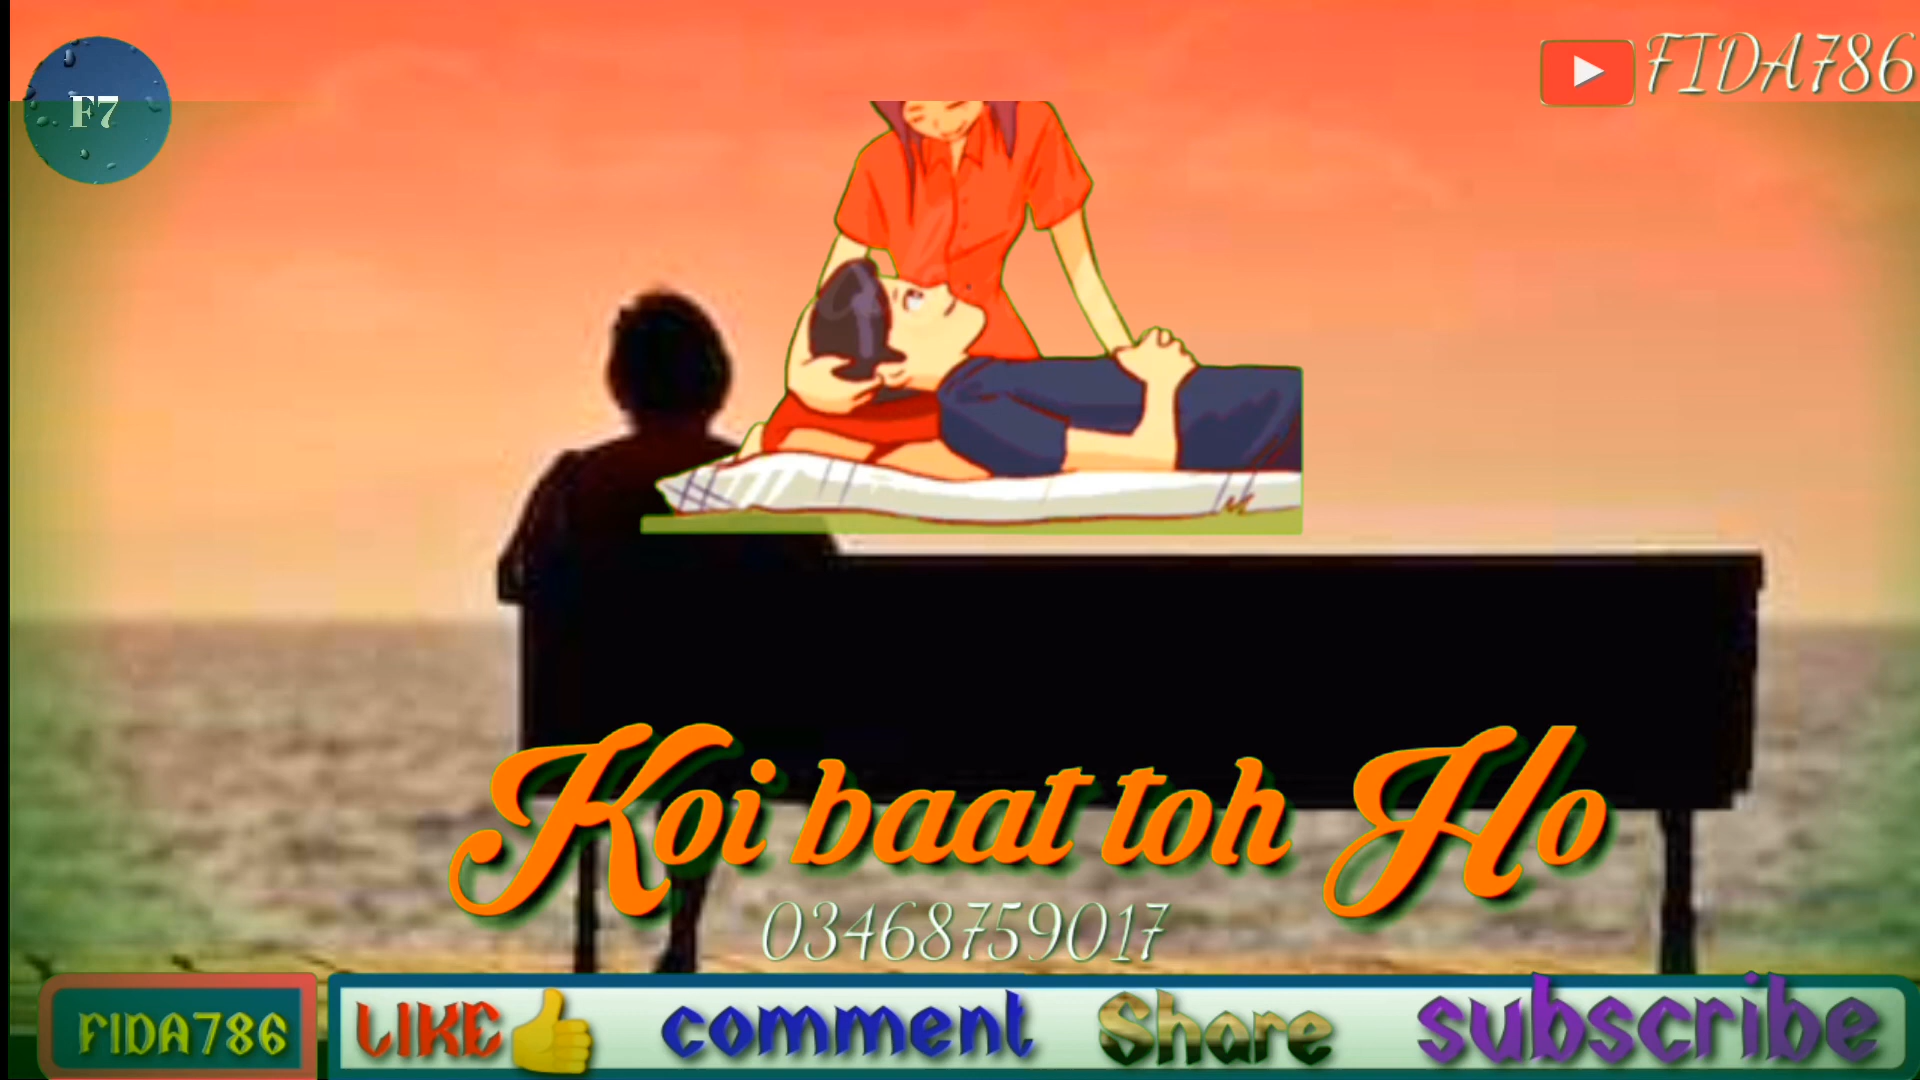 F7
FIDA786
Koi baat toh Ho
03468759017
FIDA786 LIKE comment Share subscribe